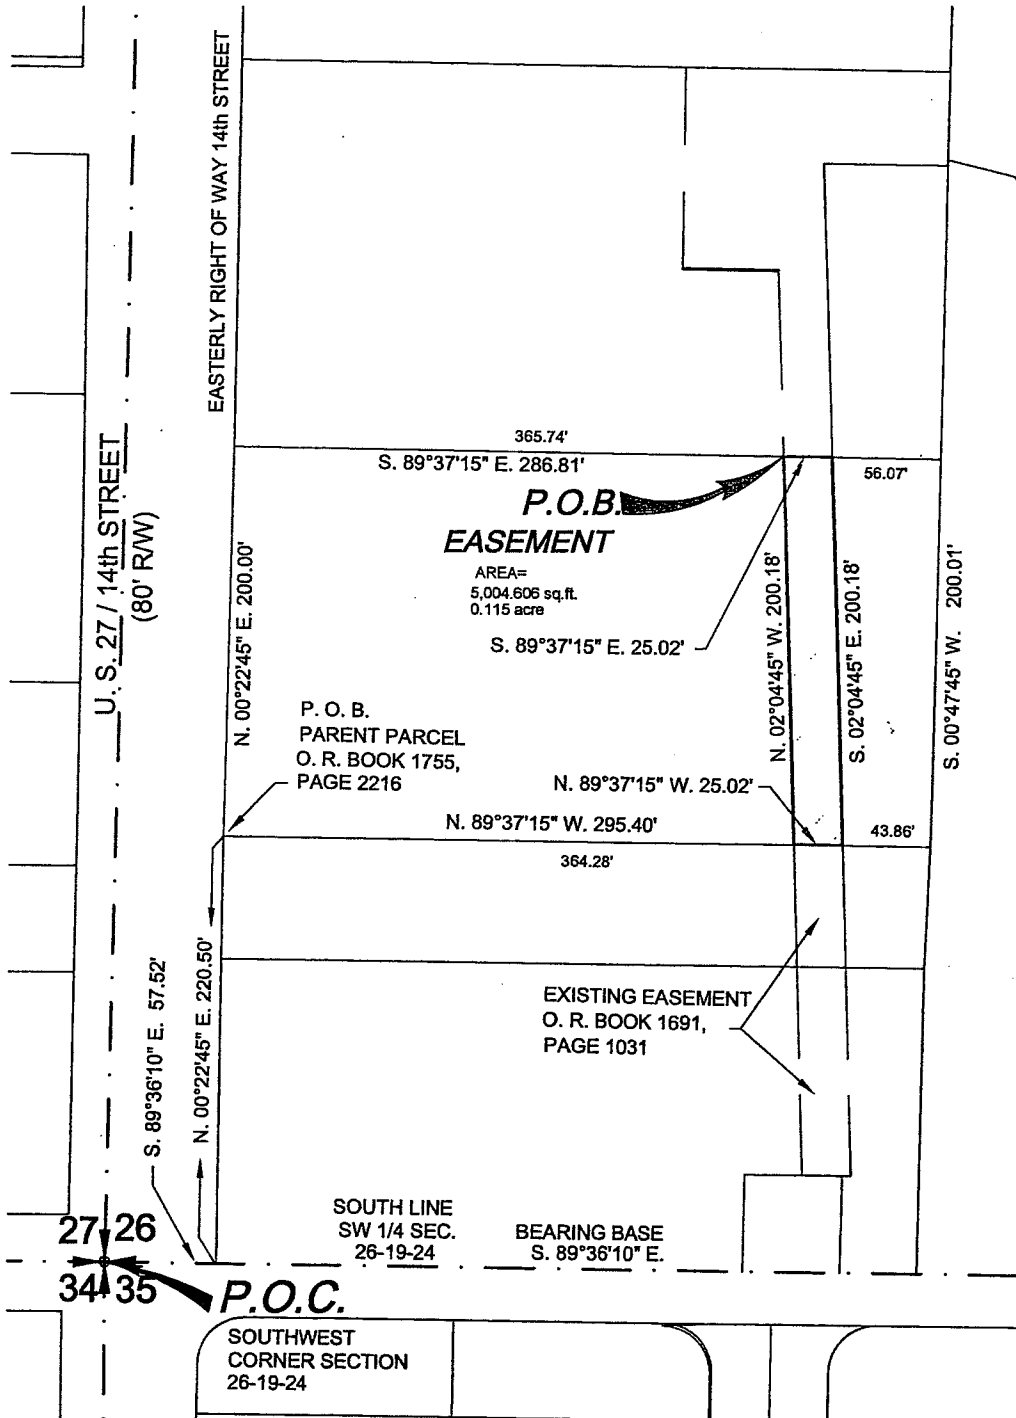 EASTERLY RIGHT OF WAY 14th STREET
U. S. 27 / 14th STREET
(80' R/W)
365.74'
S. 89°37'15" E. 286.81'
56.07'
P.O.B.
EASEMENT
AREA=
5,004.606 sq.ft.
0.115 acre
S. 89°37'15" E. 25.02'
N. 00°22'45" E. 200.00'
N. 02°04'45" W. 200.18'
S. 02°04'45" E. 200.18'
S. 00°47'45" W. 200.01'
P. O. B.
PARENT PARCEL
O. R. BOOK 1755,
PAGE 2216
N. 89°37'15" W. 25.02'
N. 89°37'15" W. 295.40'
43.86'
364.28'
S. 89°36'10" E. 57.52'
N. 00°22'45" E. 220.50'
EXISTING EASEMENT
O. R. BOOK 1691,
PAGE 1031
SOUTH LINE
SW 1/4 SEC.
26-19-24
BEARING BASE
S. 89°36'10" E.
27 26
34 35
P.O.C.
SOUTHWEST
CORNER SECTION
26-19-24